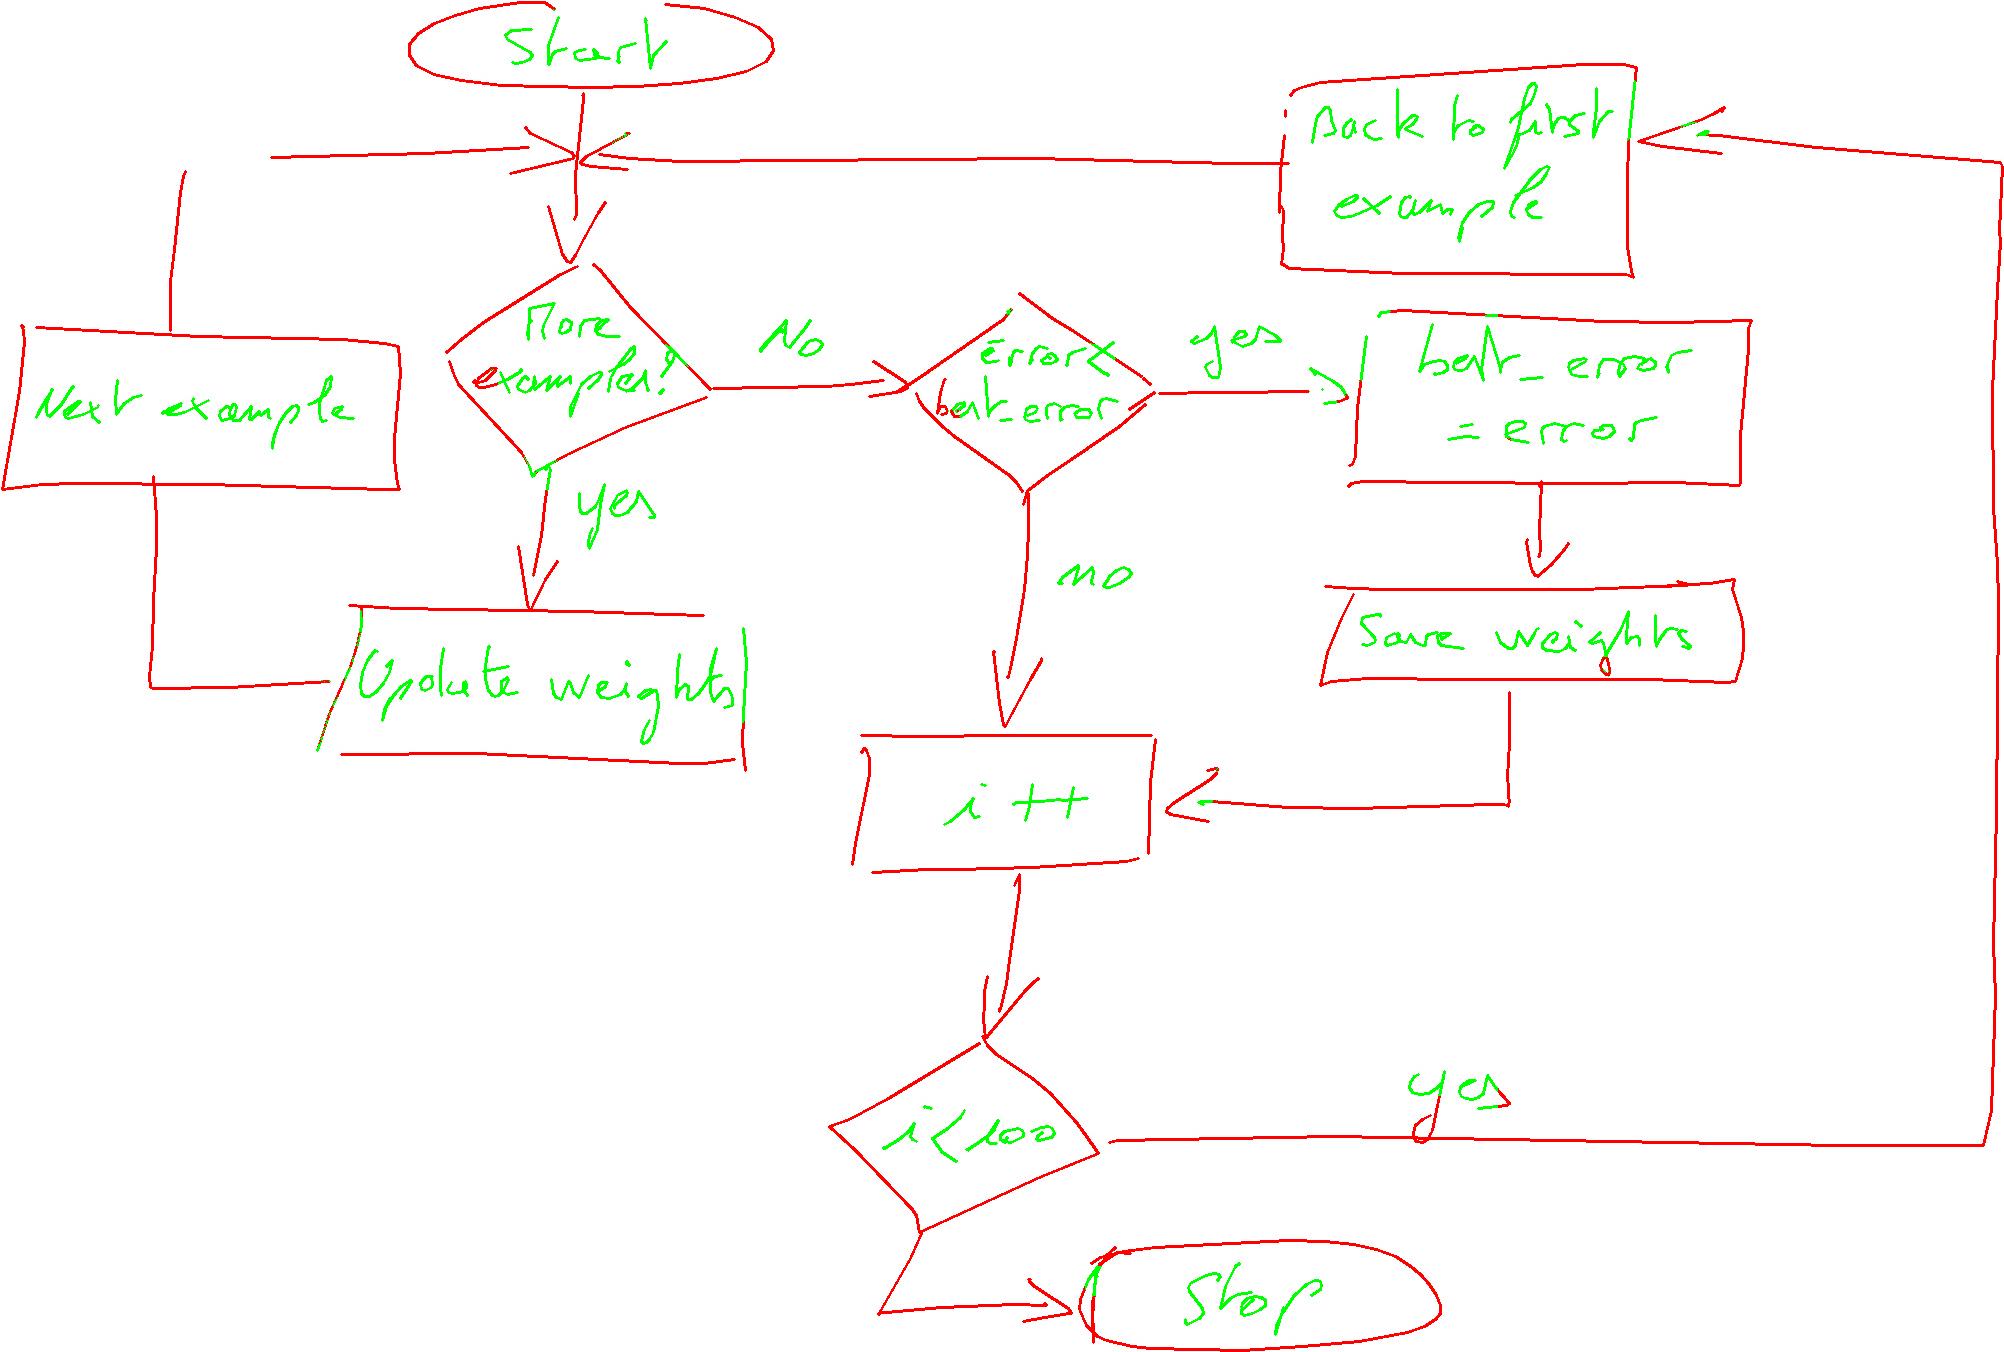 Start
Back to first
example
More
examples?
No
error<
best_error
yes
best_error
= error
Next example
yes
no
Save weights
Update weights
i ++
yes
i<100
Stop